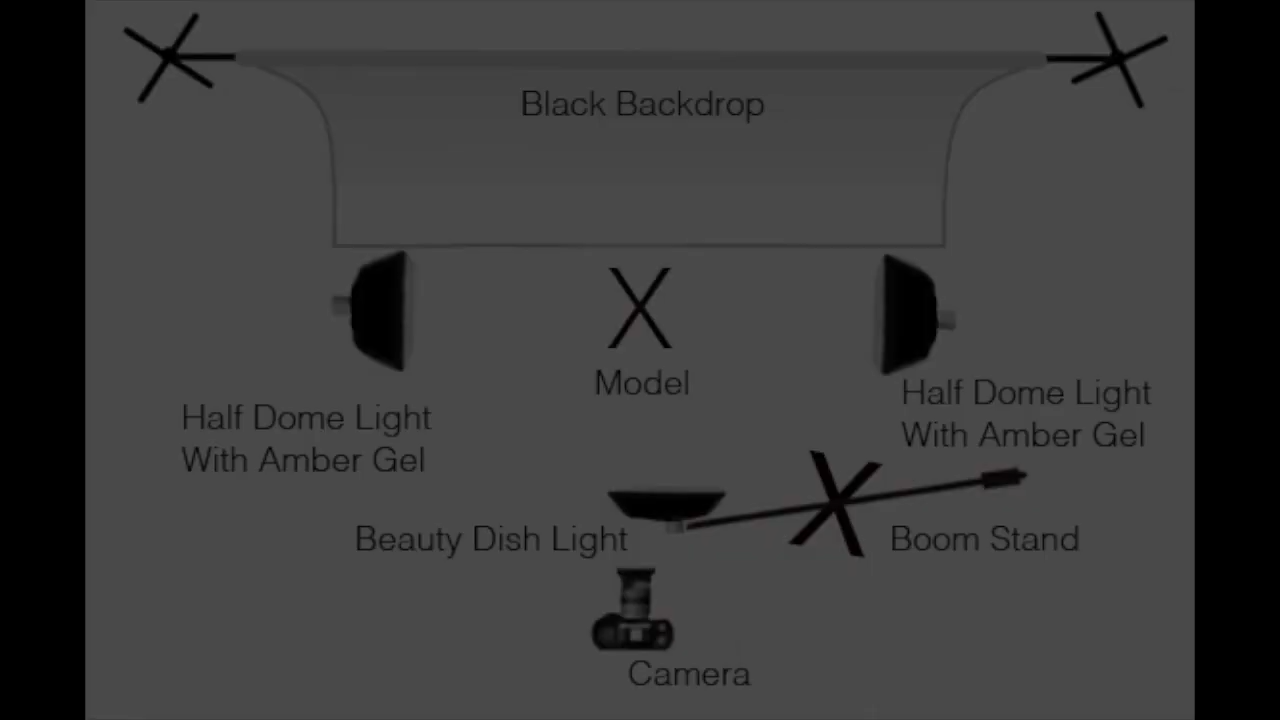 Black Backdrop
Model
Half Dome Light
With Amber Gel
Half Dome Light
With Amber Gel
Beauty Dish Light
Boom Stand
Camera